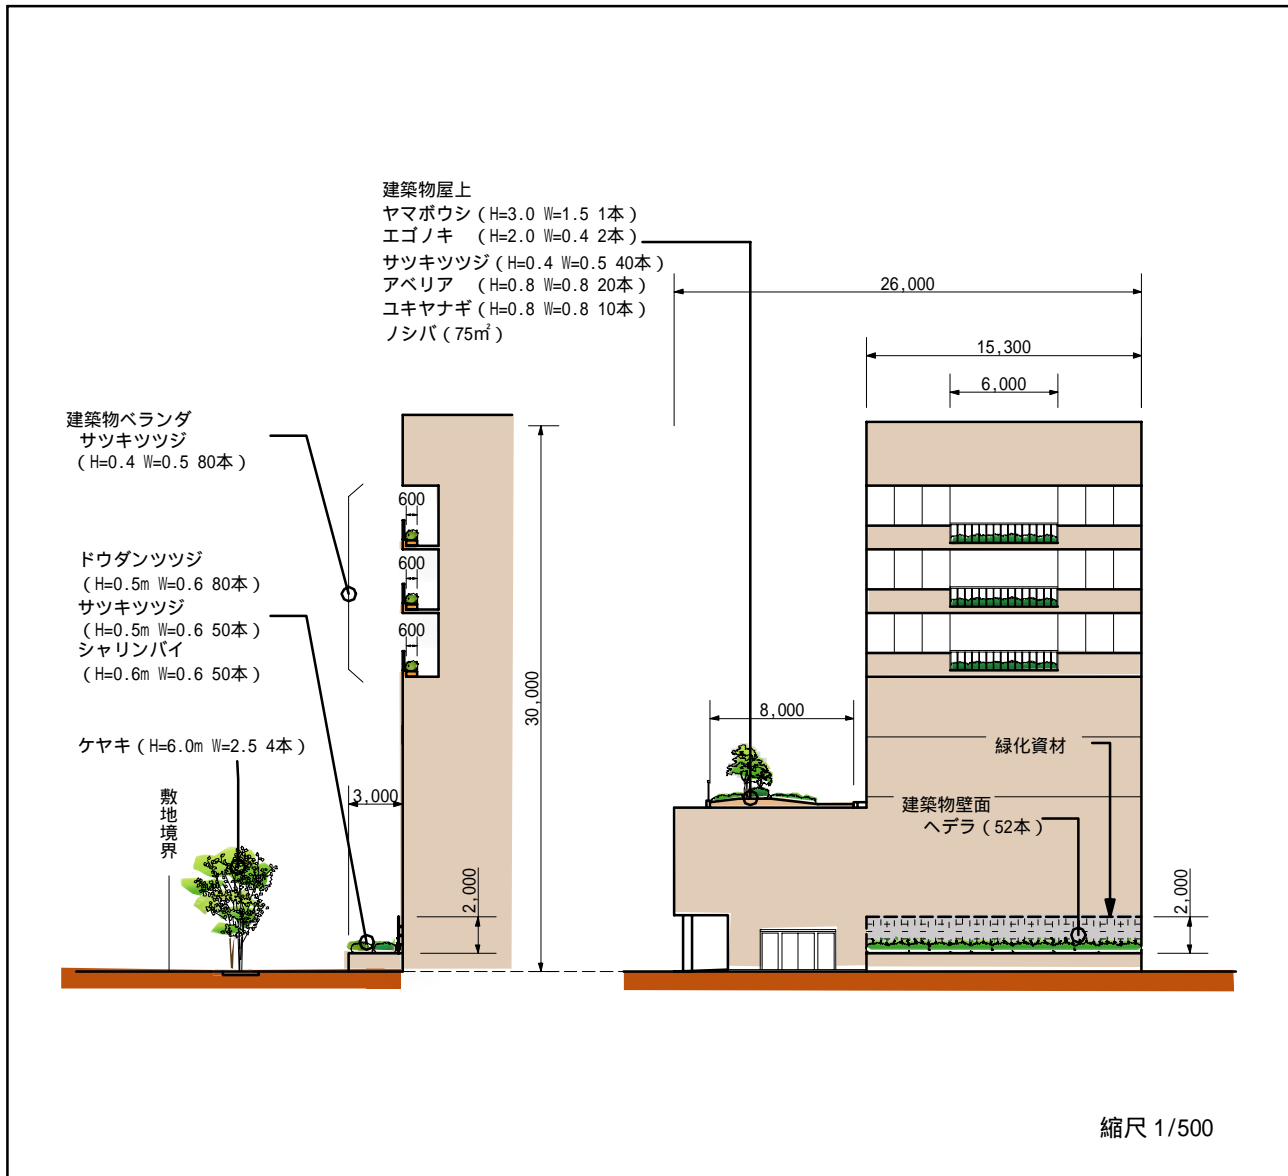 建築物屋上
ヤマボウシ（H=3.0 W=1.5 1本）
エゴノキ （H=2.0 W=0.4 2本）
サツキツツジ（H=0.4 W=0.5 40本）
アベリア （H=0.8 W=0.8 20本）
ユキヤナギ（H=0.8 W=0.8 10本）
ノシバ（75㎡）
26,000
15,300
6,000
建築物ベランダ
サツキツツジ
（H=0.4 W=0.5 80本）
600
600
600
ドウダンツツジ
（H=0.5m W=0.6 80本）
サツキツツジ
（H=0.5m W=0.6 50本）
シャリンバイ
（H=0.6m W=0.6 50本）
30,000
8,000
ケヤキ（H=6.0m W=2.5 4本）
緑化資材
敷地境界
3,000
建築物壁面
ヘデラ（52本）
2,000
2,000
縮尺 1/500